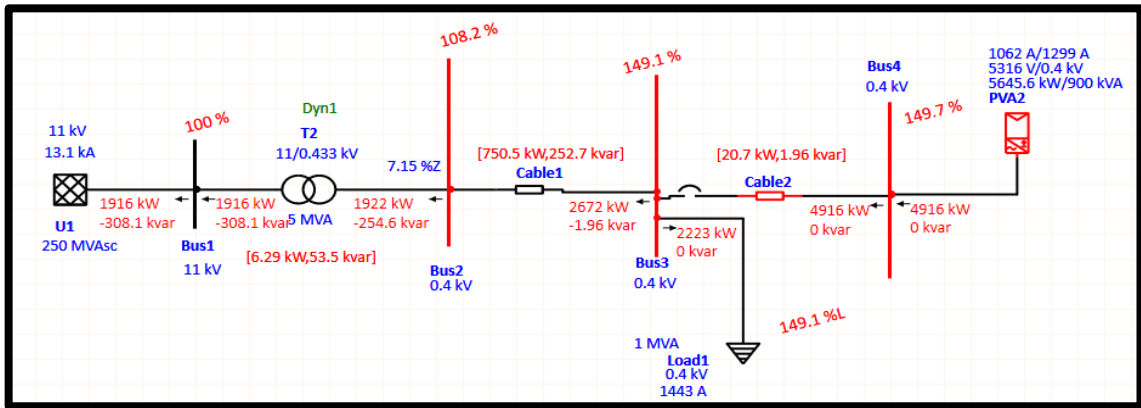 11 kV
13.1 kA
U1
250 MVAsc
1916 kW
-308.1 kvar
100 %
Bus1
11 kV
1916 kW
-308.1 kvar
Dyn1
T2
11/0.433 kV
5 MVA
[6.29 kW,53.5 kvar]
7.15 %Z
1922 kW
-254.6 kvar
108.2 %
Bus2
0.4 kV
[750.5 kW,252.7 kvar]
Cable1
2672 kW
-1.96 kvar
149.1 %
Bus3
0.4 kV
2223 kW
0 kvar
1 MVA
Load1
0.4 kV
1443 A
149.1 %L
[20.7 kW,1.96 kvar]
Cable2
4916 kW
0 kvar
Bus4
0.4 kV
149.7 %
4916 kW
0 kvar
1062 A/1299 A
5316 V/0.4 kV
5645.6 kW/900 kVA
PVA2